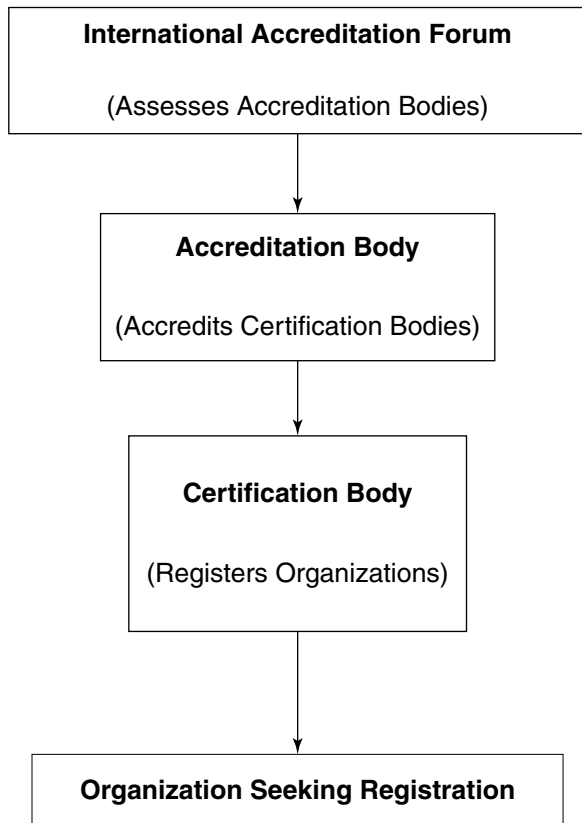 International Accreditation Forum
(Assesses Accreditation Bodies)
Accreditation Body
(Accredits Certification Bodies)
Certification Body
(Registers Organizations)
Organization Seeking Registration